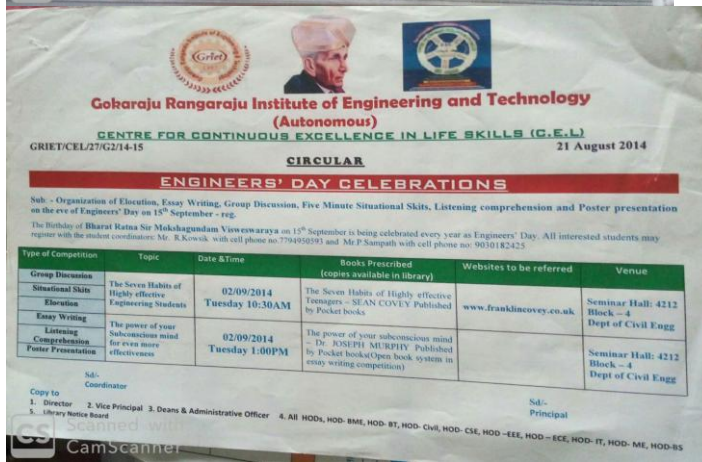 Griet
Gokaraju Rangaraju Institute of Engineering and Technology
(Autonomous)
CENTRE FOR CONTINUOUS EXCELLENCE IN LIFE SKILLS (C.E.L)
GRIET/CEL/27/G2/14-15
21 August 2014
CIRCULAR
ENGINEERS' DAY CELEBRATIONS
Sub: - Organization of Elocution, Essay Writing, Group Discussion, Five Minute Situational Skits, Listening comprehension and Poster presentation
on the eve of Engineers' Day on 15th September - reg.
The Birthday of Bharat Ratna Sir Mokshagundam Visweswaraya on 15th September is being celebrated every year as Engineers' Day. All interested students may
register with the student coordinators: Mr. R.Kowsik with cell phone no.7794950593 and Mr.P.Sampath with cell phone no: 9030182425
Type of Competition
Topic
Date &Time
Books Prescribed
(copies available in library)
Websites to be referred
Venue
Group Discussion
Situational Skits
Elocution
Essay Writing
The Seven Habits of
Highly effective
Engineering Students
02/09/2014
Tuesday 10:30AM
The Seven Habits of Highly effective
Teenagers – SEAN COVEY Published
by Pocket books
www.franklincovey.co.uk
Seminar Hall: 4212
Block – 4
Dept of Civil Engg
Listening
Comprehension
Poster Presentation
The power of your
Subconscious mind
for even more
effectiveness
02/09/2014
Tuesday 1:00PM
The power of your subconscious mind
– Dr. JOSEPH MURPHY Published
by Pocket books(Open book system in
essay writing competition)
Seminar Hall: 4212
Block – 4
Dept of Civil Engg
Sd/-
Coordinator
Sd/-
Principal
Copy to
1. Director 2. Vice Principal 3. Deans & Administrative Officer 4. All HODs, HOD- BME, HOD- BT, HOD- Civil, HOD- CSE, HOD –EEE, HOD – ECE, HOD- IT, HOD- ME, HOD-BS
5. Library Notice Board
CS Scanned with
CamScanner